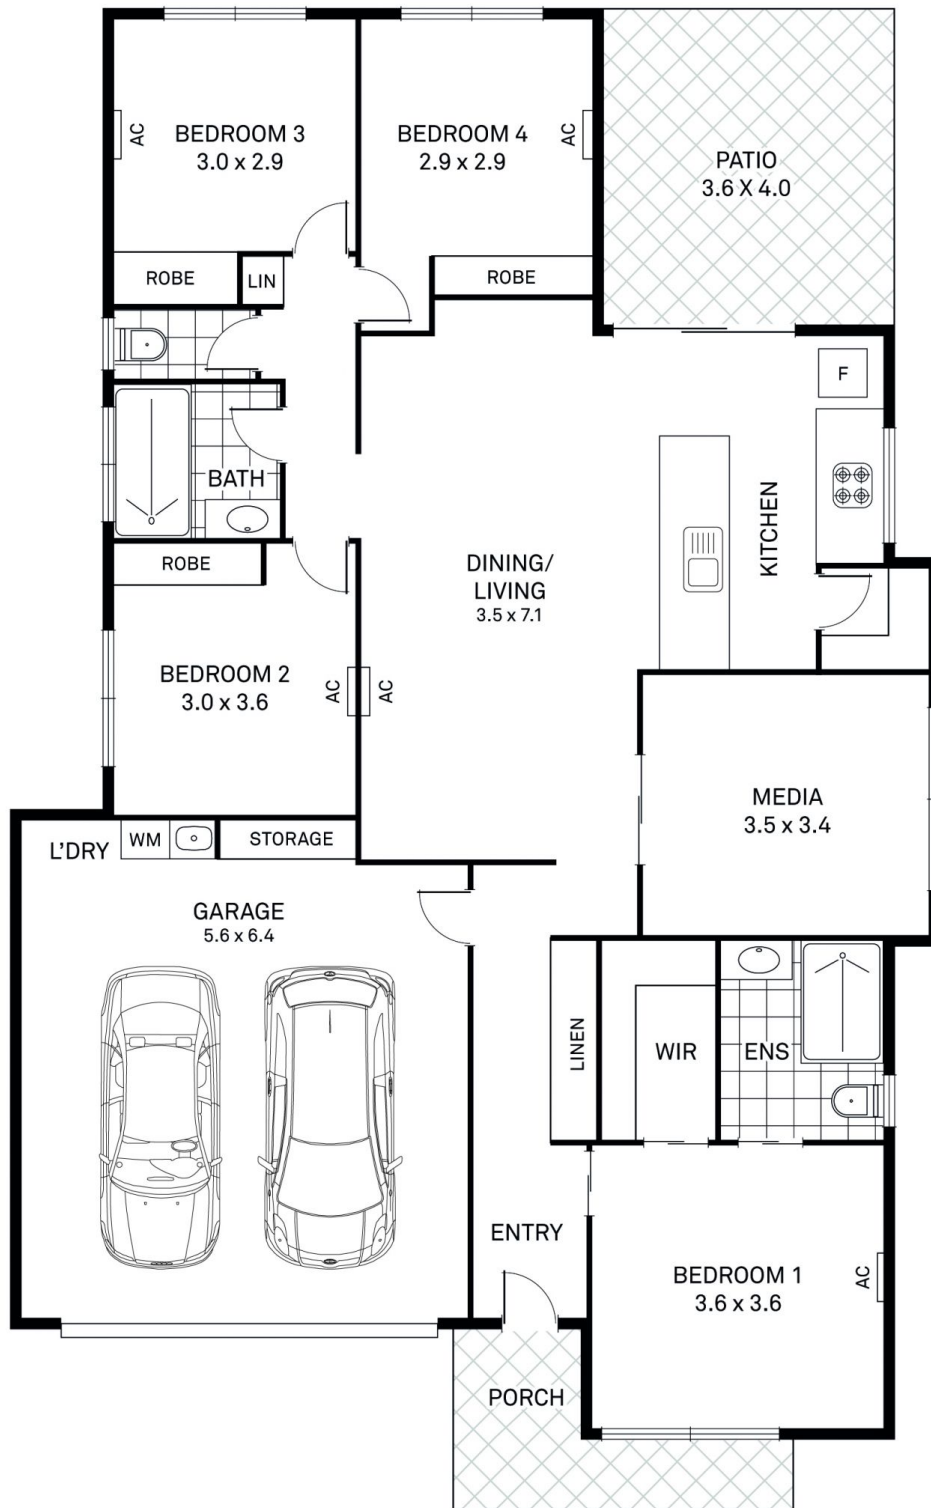 BEDROOM 3
3.0 x 2.9
AC
BEDROOM 4
2.9 x 2.9
AC
PATIO
3.6 X 4.0
ROBE
LIN
ROBE
F
BATH
KITCHEN
ROBE
DINING/
LIVING
3.5 x 7.1
BEDROOM 2
3.0 x 3.6
AC
AC
MEDIA
3.5 x 3.4
L'DRY
WM
STORAGE
GARAGE
5.6 x 6.4
LINEN
WIR
ENS
ENTRY
BEDROOM 1
3.6 x 3.6
AC
PORCH